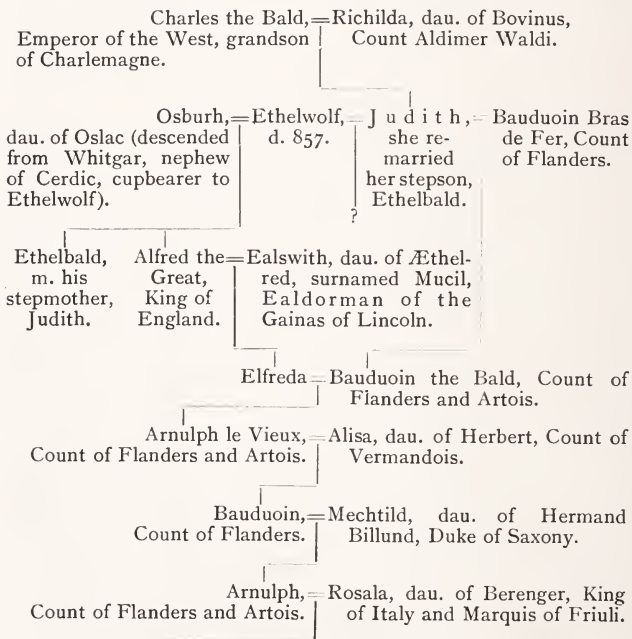 Charles the Bald,=Richilda, dau. of Bovinus,
Emperor of the West, grandson Count Aldimer Waldi.
of Charlemagne.
Osburh,=Ethelwolf,=Judith,=Bauduoin Bras
dau. of Oslac (descended d. 857. she re- de Fer, Count
from Whitgar, nephew married of Flanders.
of Cerdic, cupbearer to her stepson,
Ethelwolf). Ethelbald.
?
Ethelbald, Alfred the=Ealswith, dau. of Æthel-
m. his Great, red, surnamed Mucil,
stepmother, King of Ealdorman of the
Judith. England. Gainas of Lincoln.
Elfreda=Bauduoin the Bald, Count of
Flanders and Artois.
Arnulph le Vieux,=Alisa, dau. of Herbert, Count of
Count of Flanders and Artois. Vermandois.
Bauduoin,=Mechtild, dau. of Hermand
Count of Flanders. Billund, Duke of Saxony.
Arnulph,=Rosala, dau. of Berenger, King
Count of Flanders and Artois. of Italy and Marquis of Friuli.